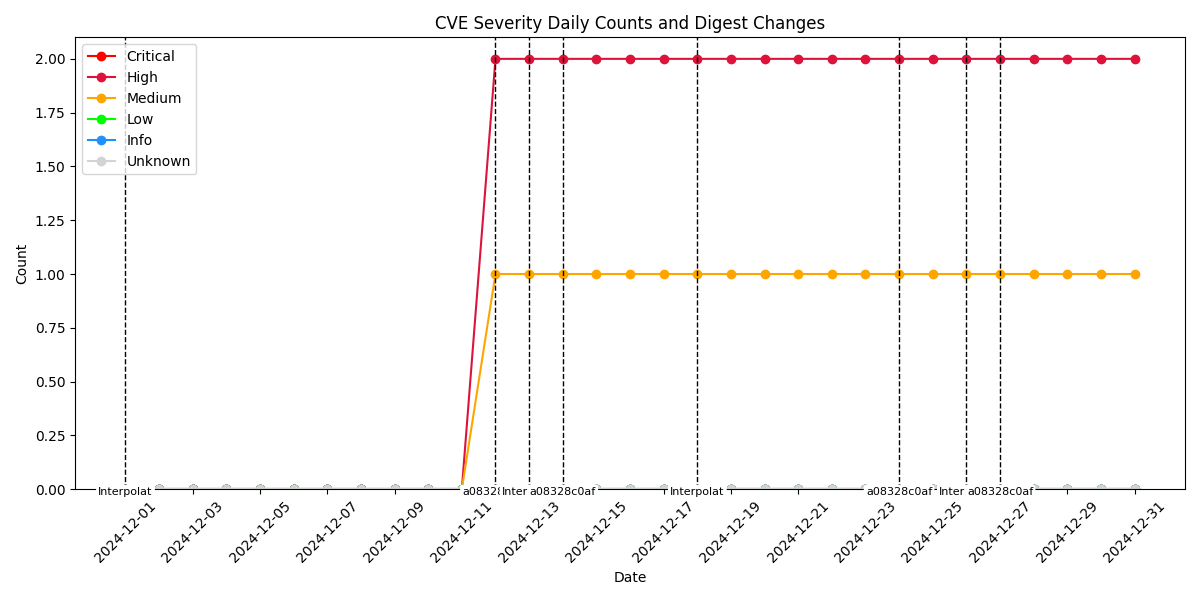 CVE Severity Daily Counts and Digest Changes
Critical
High
Medium
Low
Info
Unknown
Count
2.00
1.75
1.50
1.25
1.00
0.75
0.50
0.25
0.00
Interpolat
a08328c0af
Interpolat
a08328c0af
2024-12-01
2024-12-03
2024-12-05
2024-12-07
2024-12-09
2024-12-11
2024-12-13
2024-12-15
2024-12-17
2024-12-19
2024-12-21
2024-12-23
2024-12-25
2024-12-27
2024-12-29
2024-12-31
Date